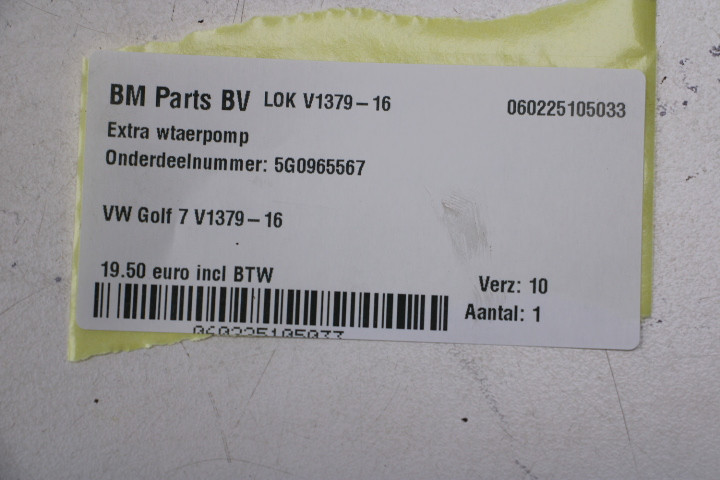 BM Parts BV LOK V1379-16 060225105033
Extra wtaerpomp
Onderdeelnummer: 5G0965567
VW Golf 7 V1379-16
19.50 euro incl BTW
Verz: 10
Aantal: 1
060225105033